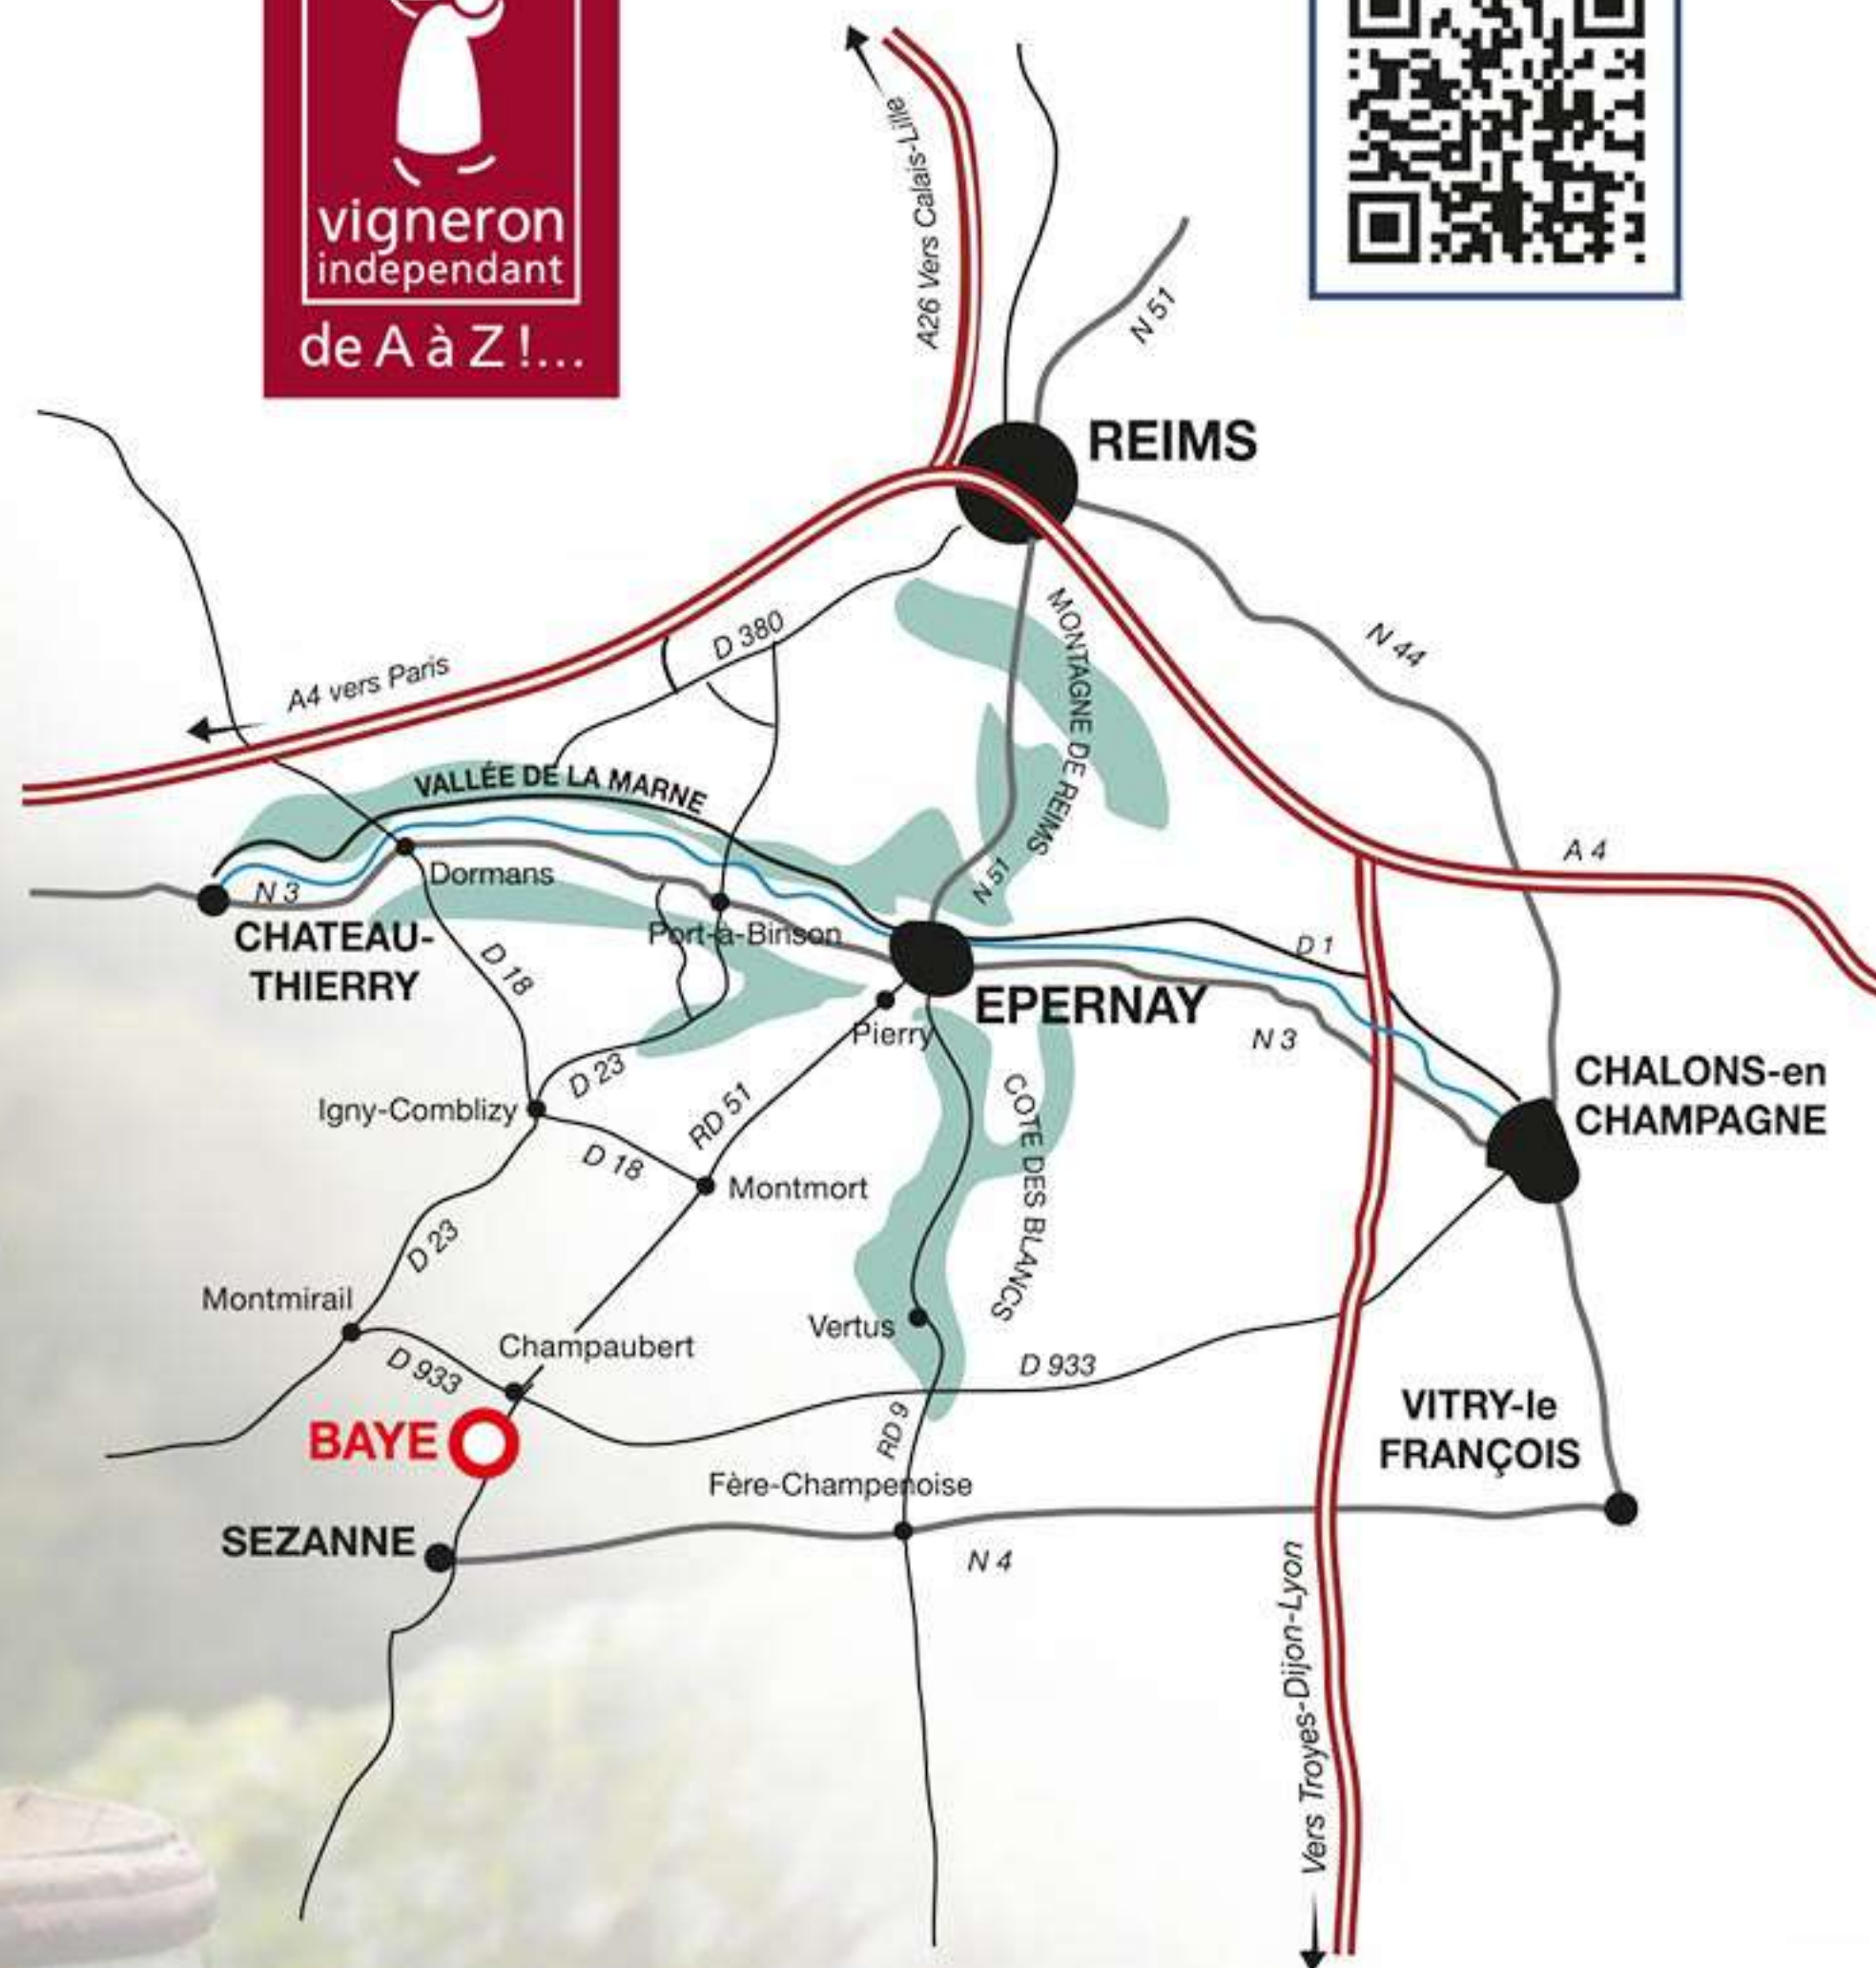 vigneron
indépendant
de A à Z !...
A26 Vers Calais-Lille
N 51
REIMS
D 380
MONTAGNE DE REIMS
N 44
A4 vers Paris
VALLÉE DE LA MARNE
A 4
Dormans
N 51
N 3
CHATEAU-
THIERRY
Port-à-Binson
D 1
D 18
EPERNAY
Pierry
N 3
D 23
CHALONS-en
CHAMPAGNE
Igny-Comblizy
RD 51
COTE DES BLANCS
D 18
Montmort
D 23
Montmirail
Champaubert
Vertus
D 933
D 933
VITRY-le
FRANÇOIS
BAYE
RD 9
Fère-Champenoise
SEZANNE
N 4
Vers Troyes-Dijon-Lyon